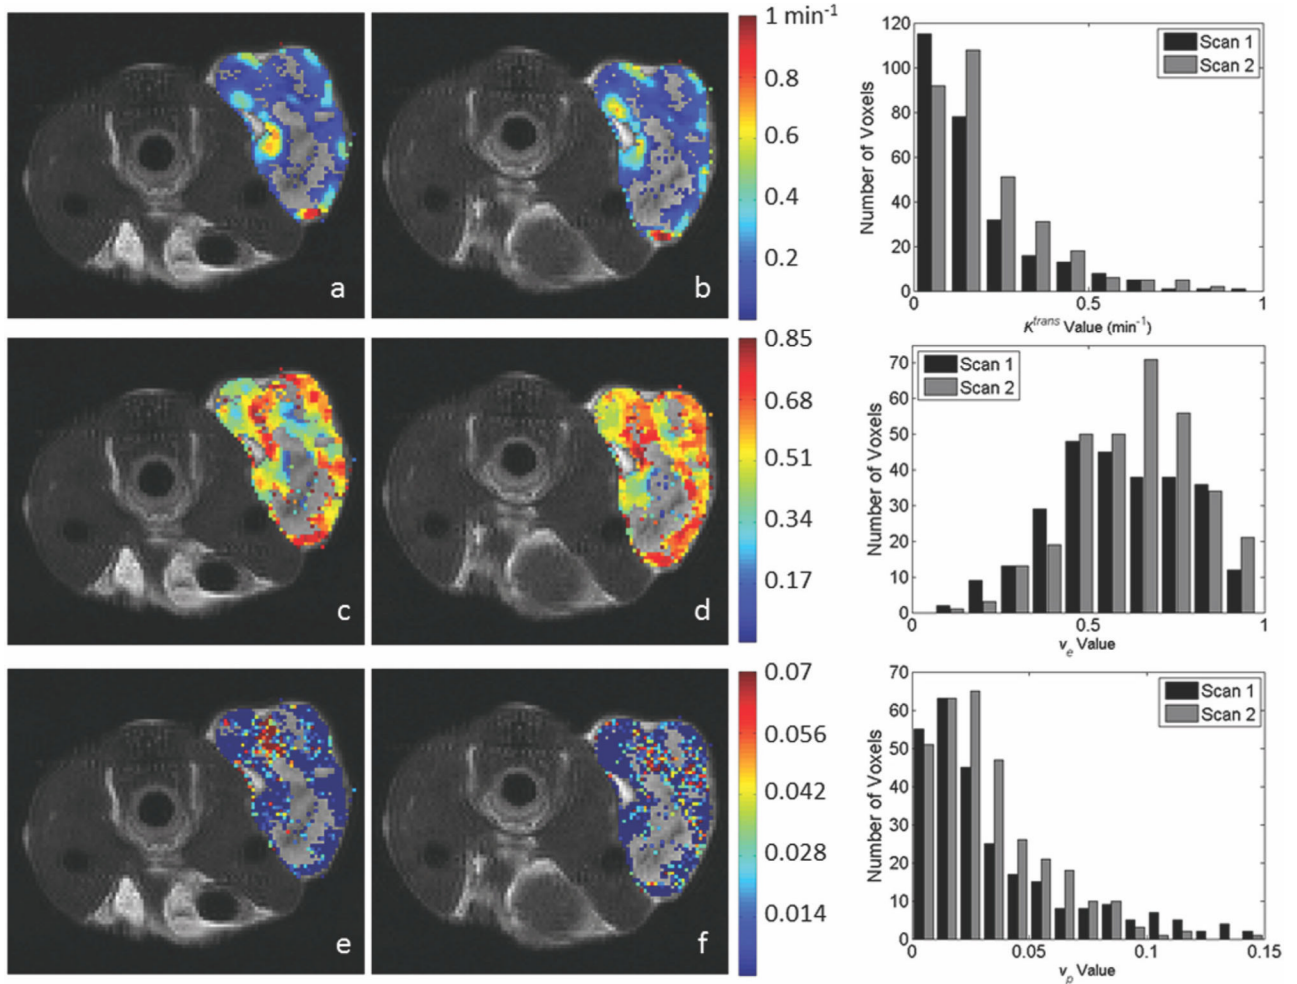 1 min-1
0.8
0.6
0.4
0.2
a
b
Number of Voxels
120
100
80
60
40
20
0
Scan 1
Scan 2
0
0.5
1
Ktrans Value (min-1)
0.85
0.68
0.51
0.34
0.17
c
d
Number of Voxels
70
60
50
40
30
20
10
0
Scan 1
Scan 2
0
0.5
1
ve Value
0.07
0.056
0.042
0.028
0.014
e
f
Number of Voxels
70
60
50
40
30
20
10
0
Scan 1
Scan 2
0
0.05
0.1
0.15
vp Value